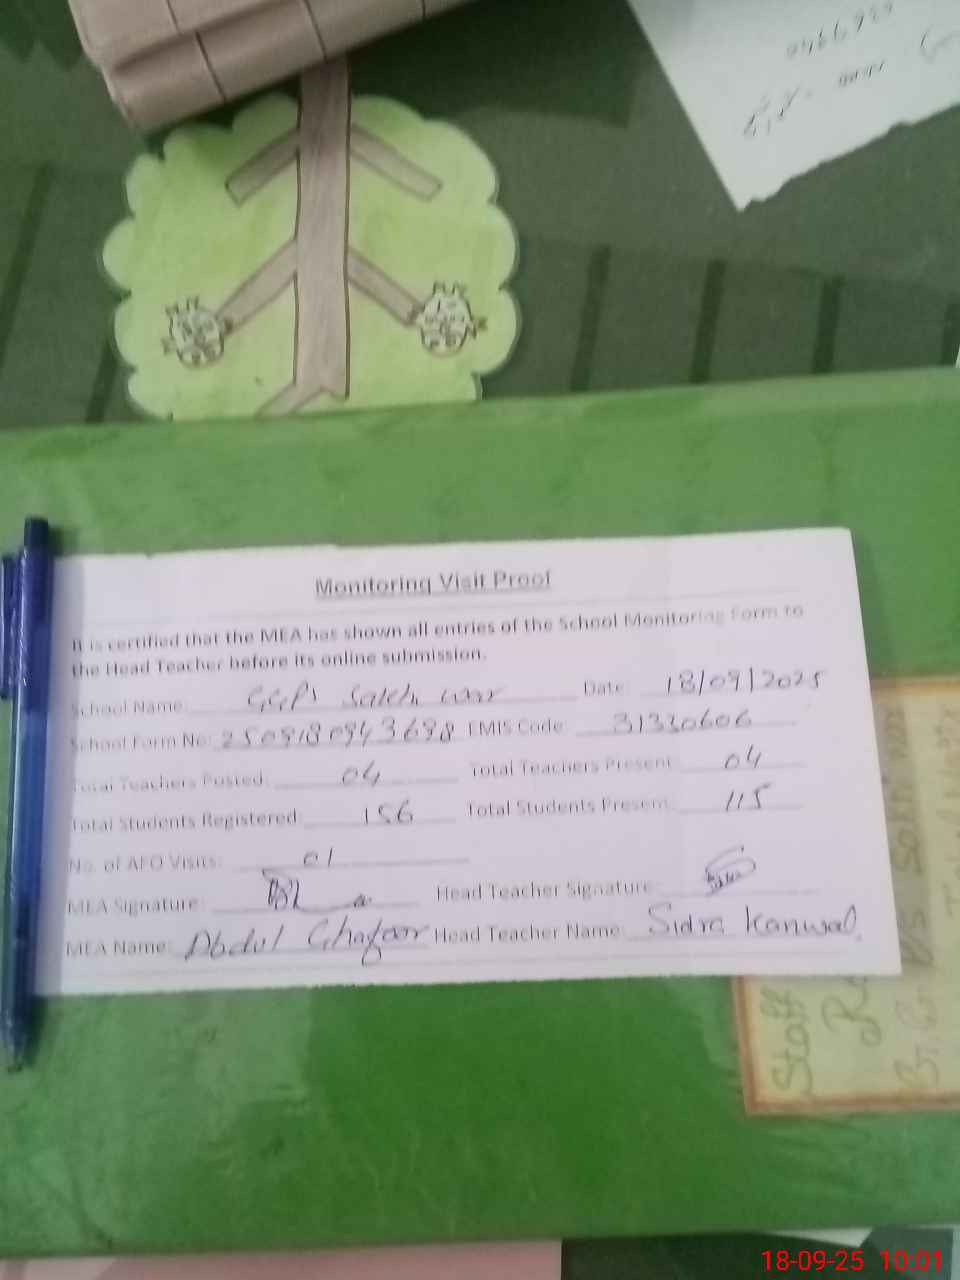 0466929
Monitoring Visit Proof
It is certified that the MEA has shown all entries of the School Monitoring Form to
the Head Teacher before its online submission.
School Name: GGPS Saleh war Date: 18/09/2025
School Form No: 2509180943698 EMIS Code: 31330606
Total Teachers Posted: 04 Total Teachers Present: 04
Total Students Registered: 156 Total Students Present: 115
No. of AEO Visits: 01
MEA Signature: Head Teacher Signature:
MEA Name: Abdul Ghafoor Head Teacher Name: Sidra Kanwal
Staff
18-09-25 10:01